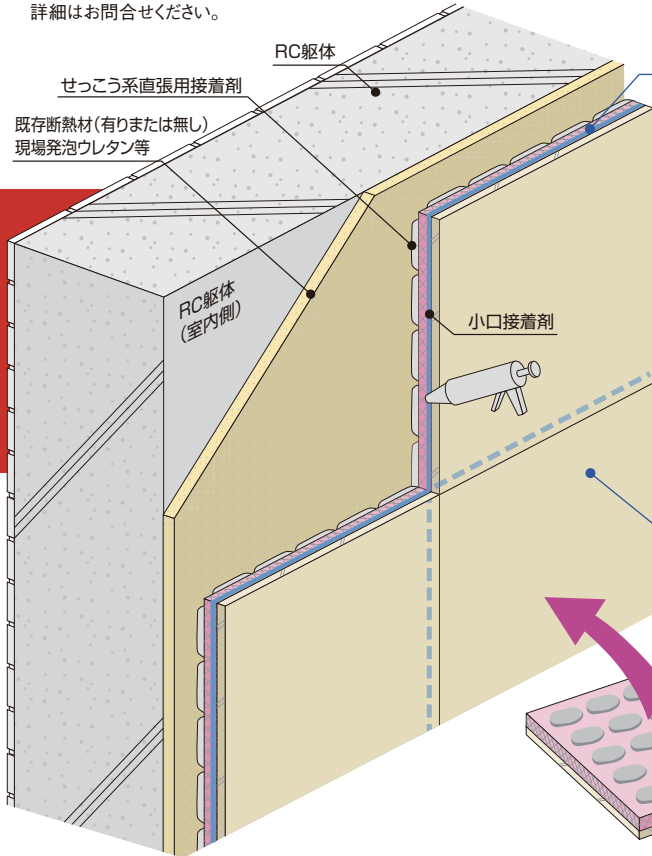 詳細はお問合せください。
RC躯体
せっこう系直張用接着剤
既存断熱材(有りまたは無し)
現場発泡ウレタン等
RC躯体
(室内側)
小口接着剤